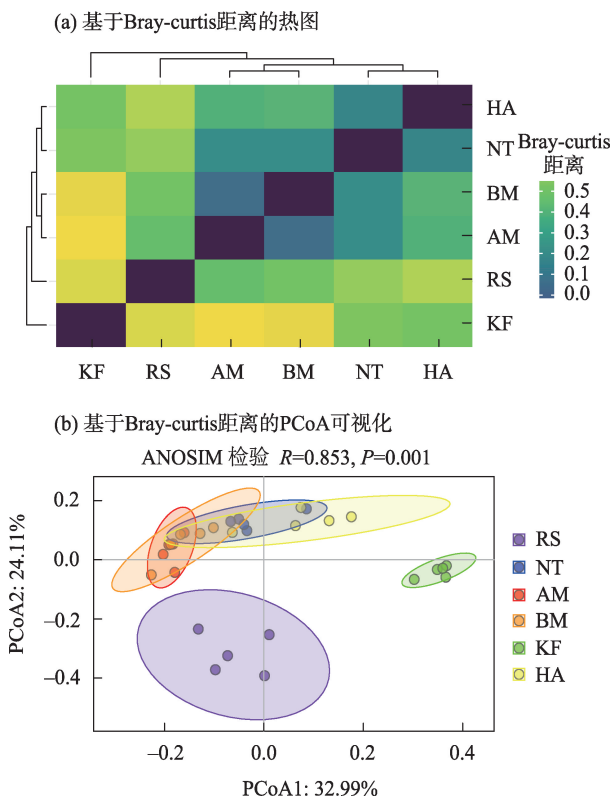 (a) 基于Bray-curtis距离的热图
HA
NT
BM
AM
RS
KF
Bray-curtis
距离
0.5
0.4
0.3
0.2
0.1
0.0
KF RS AM BM NT HA
(b) 基于Bray-curtis距离的PCoA可视化
ANOSIM 检验 R=0.853, P=0.001
PCoA2: 24.11%
0.2
0.0
−0.2
−0.4
−0.2 0.0 0.2 0.4
PCoA1: 32.99%
RS
NT
AM
BM
KF
HA